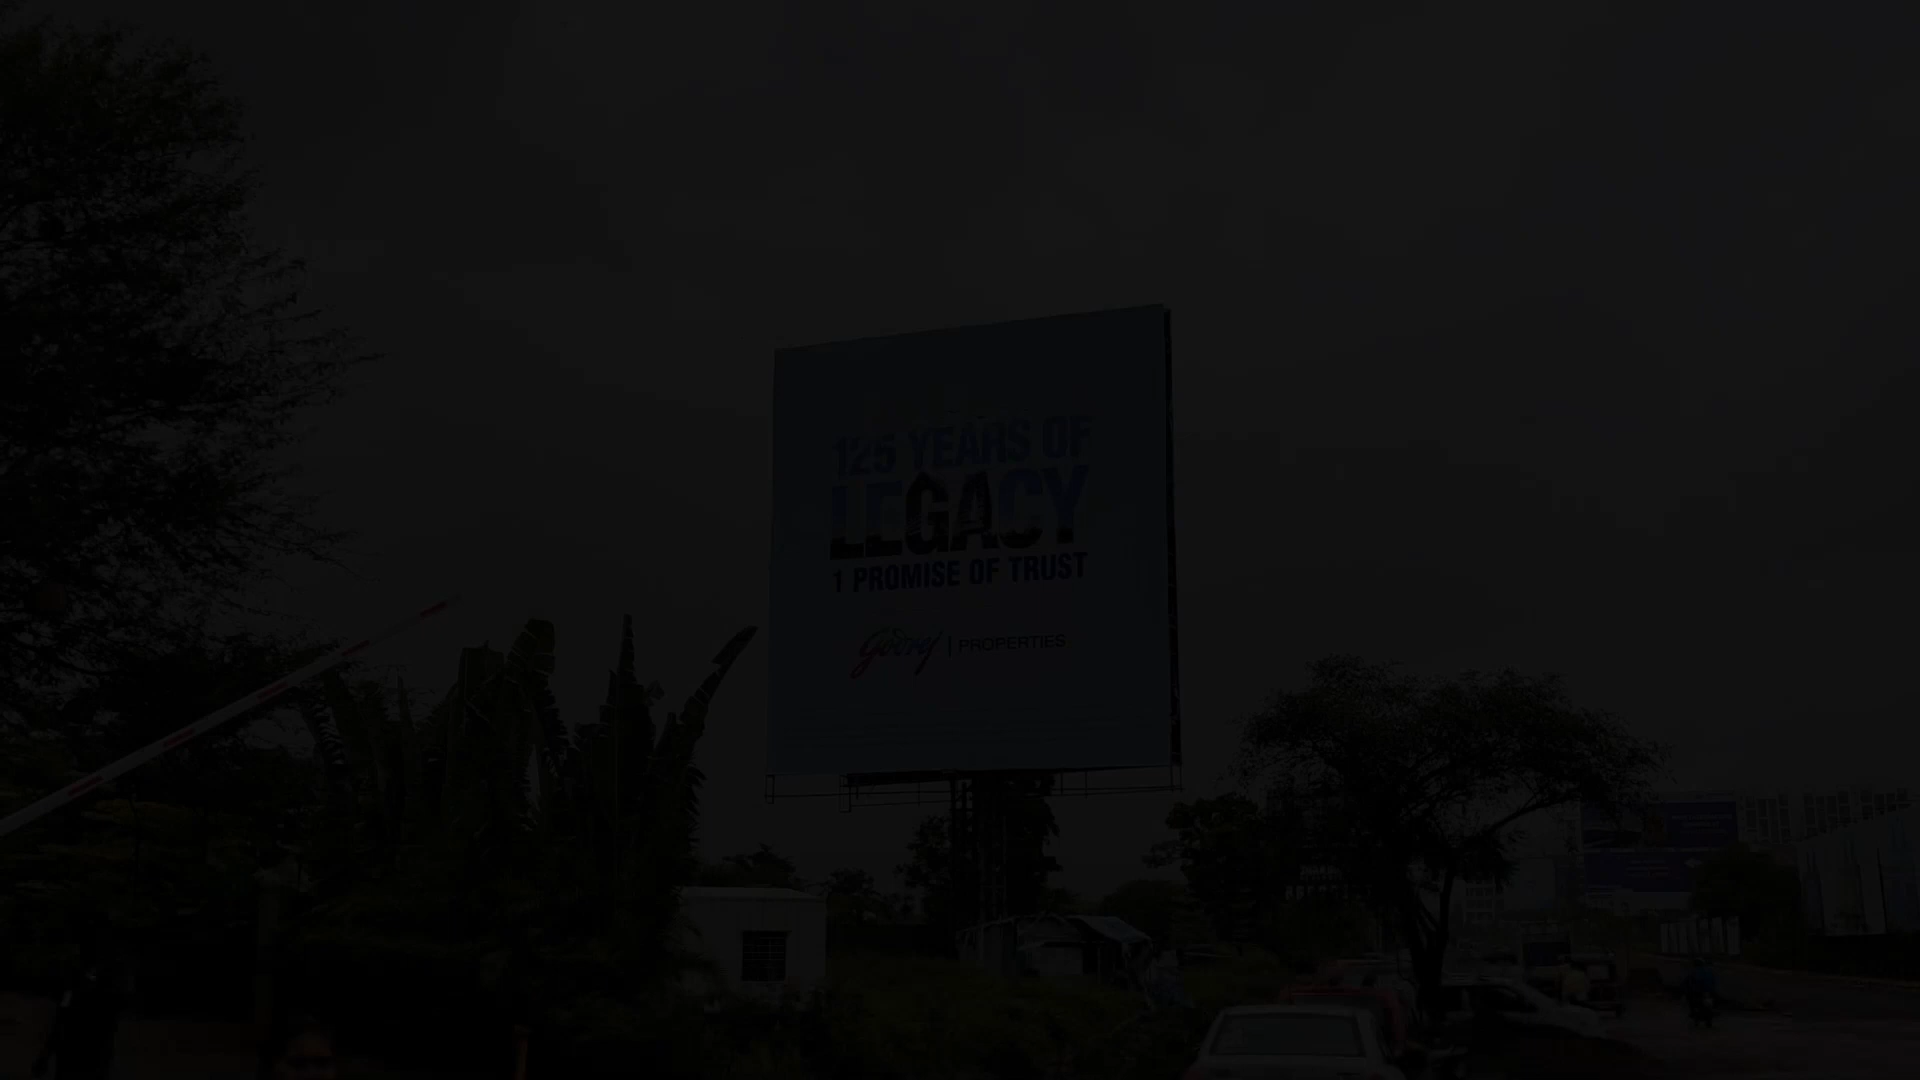 125 YEARS OF
LEGACY
1 PROMISE OF TRUST
Godrej | PROPERTIES